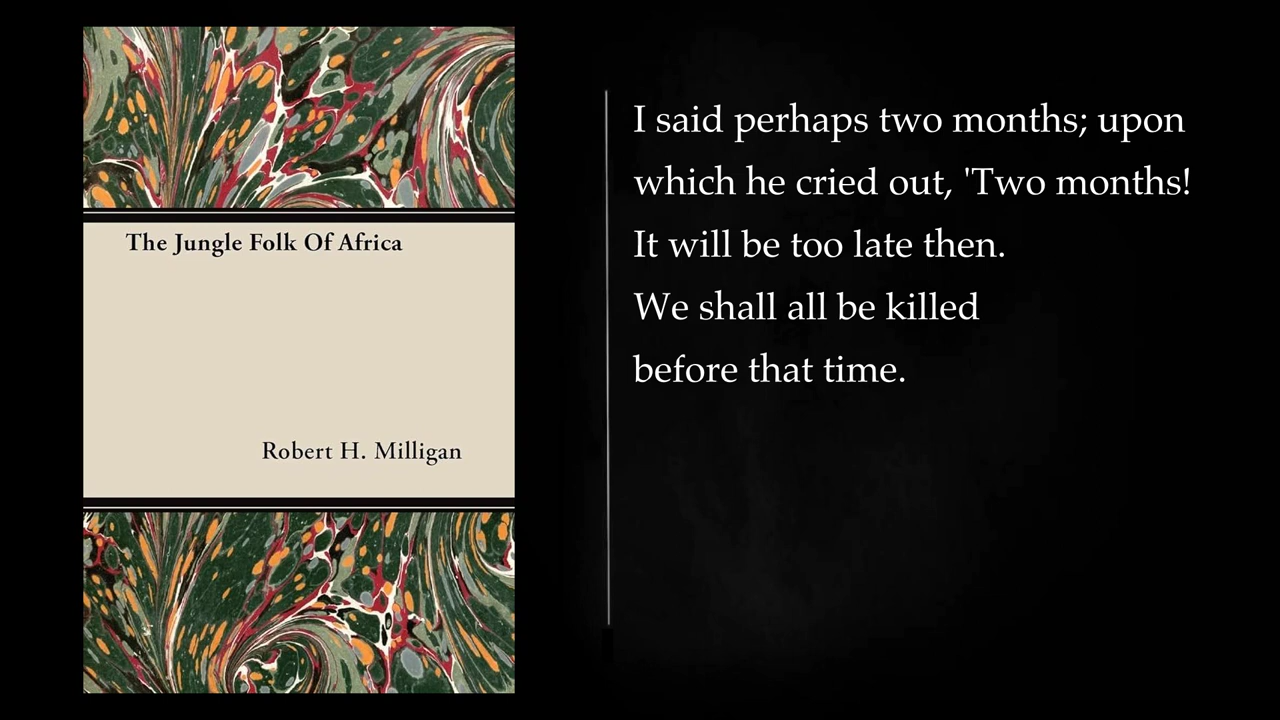 The Jungle Folk Of Africa
Robert H. Milligan
I said perhaps two months; upon
which he cried out, 'Two months!
It will be too late then.
We shall all be killed
before that time.